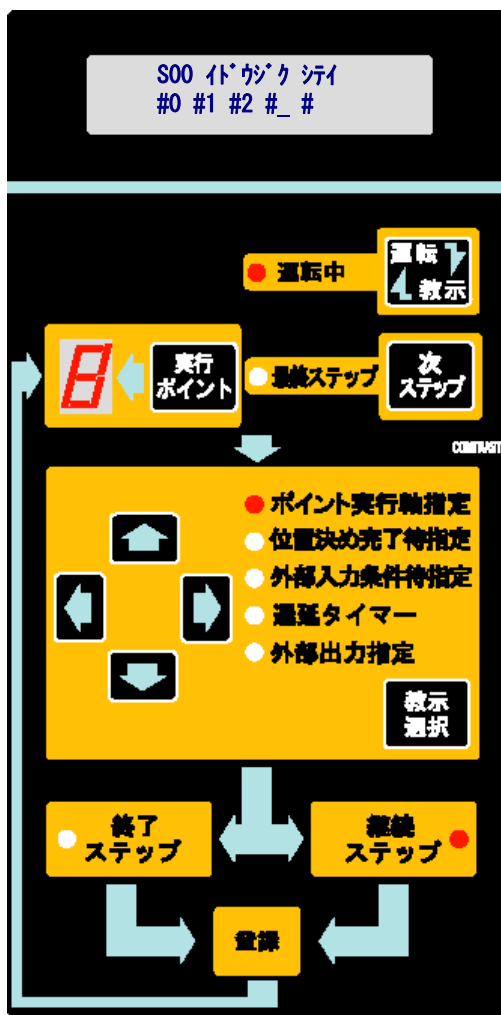 S00 イドウジク シテイ
#0 #1 #2 #_ #
運転中
運転
教示
8
実行
ポイント
最終ステップ
次
ステップ
CONTRAST
ポイント実行軸指定
位置決め完了待指定
外部入力条件待指定
遅延タイマー
外部出力指定
教示
選択
終了
ステップ
継続
ステップ
登録